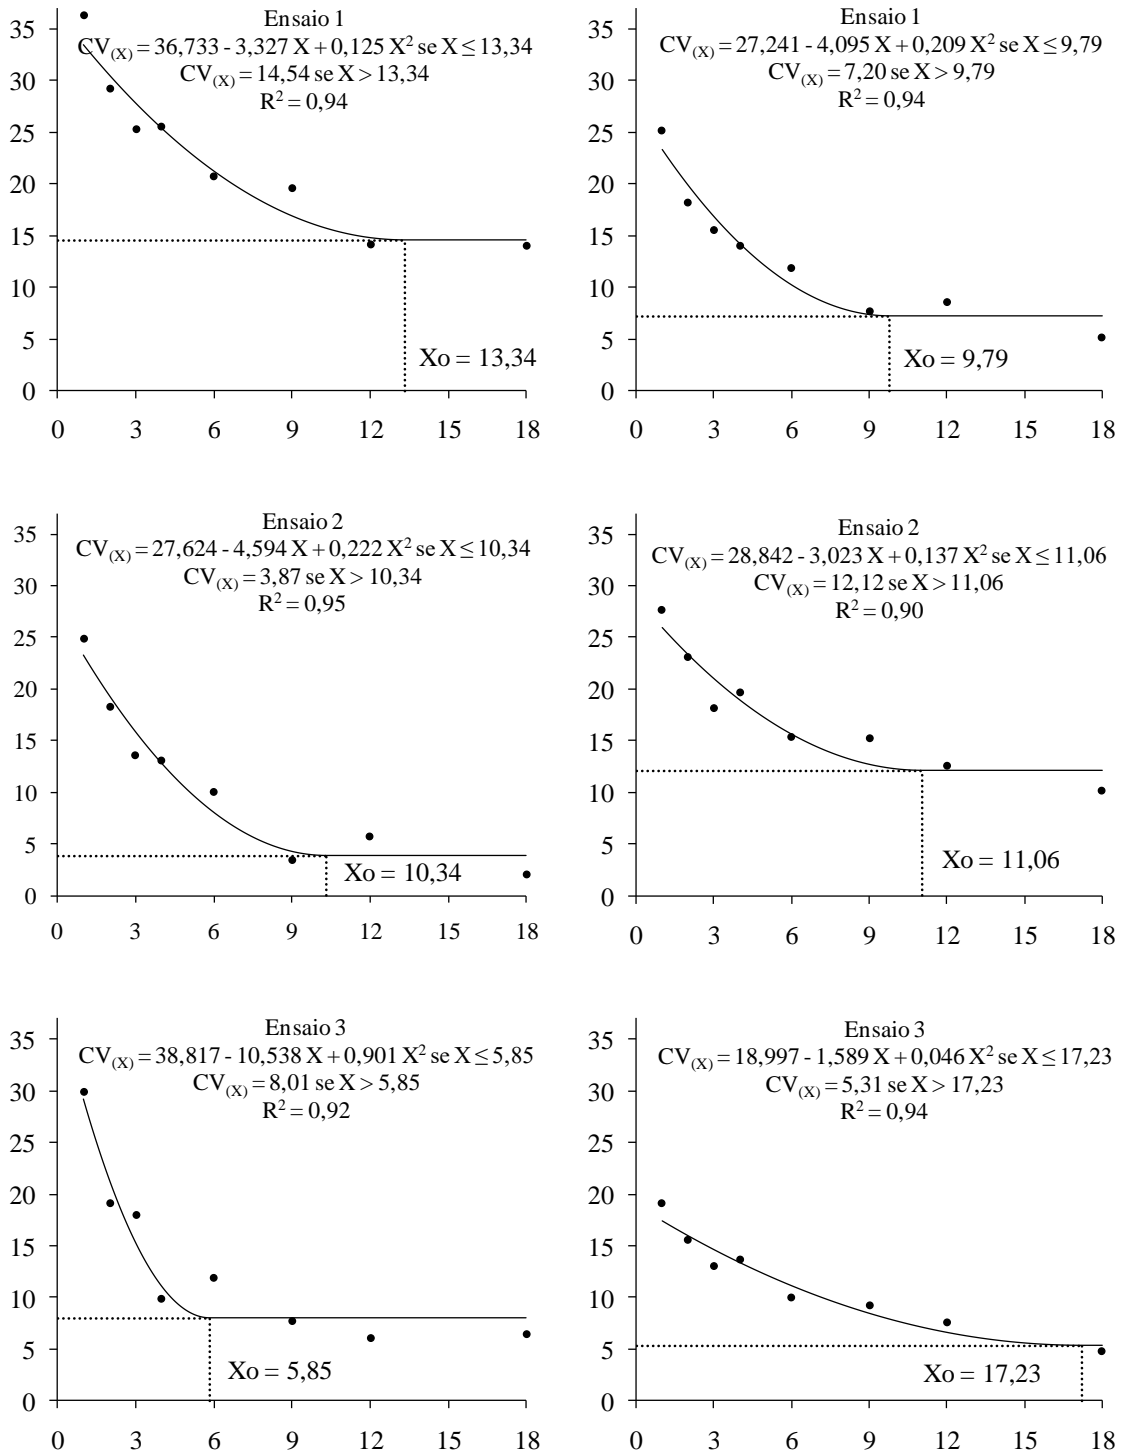 Ensaio 1
CV(X) = 36,733 - 3,327 X + 0,125 X² se X ≤ 13,34
CV(X) = 14,54 se X > 13,34
R² = 0,94
35
30
25
20
15
10
5
0
Xo = 13,34
0 3 6 9 12 15 18
Ensaio 1
CV(X) = 27,241 - 4,095 X + 0,209 X² se X ≤ 9,79
CV(X) = 7,20 se X > 9,79
R² = 0,94
35
30
25
20
15
10
5
0
Xo = 9,79
0 3 6 9 12 15 18
Ensaio 2
CV(X) = 27,624 - 4,594 X + 0,222 X² se X ≤ 10,34
CV(X) = 3,87 se X > 10,34
R² = 0,95
35
30
25
20
15
10
5
0
Xo = 10,34
0 3 6 9 12 15 18
Ensaio 2
CV(X) = 28,842 - 3,023 X + 0,137 X² se X ≤ 11,06
CV(X) = 12,12 se X > 11,06
R² = 0,90
35
30
25
20
15
10
5
0
Xo = 11,06
0 3 6 9 12 15 18
Ensaio 3
CV(X) = 38,817 - 10,538 X + 0,901 X² se X ≤ 5,85
CV(X) = 8,01 se X > 5,85
R² = 0,92
35
30
25
20
15
10
5
0
Xo = 5,85
0 3 6 9 12 15 18
Ensaio 3
CV(X) = 18,997 - 1,589 X + 0,046 X² se X ≤ 17,23
CV(X) = 5,31 se X > 17,23
R² = 0,94
35
30
25
20
15
10
5
0
Xo = 17,23
0 3 6 9 12 15 18